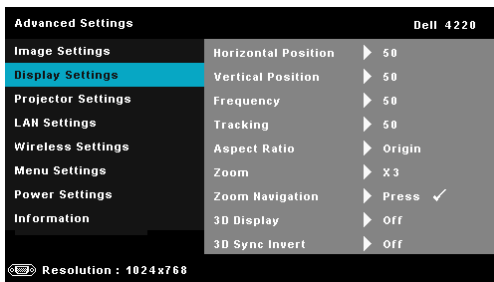 Advanced Settings Dell 4220
Image Settings
Display Settings
Projector Settings
LAN Settings
Wireless Settings
Menu Settings
Power Settings
Information
Horizontal Position 50
Vertical Position 50
Frequency 50
Tracking 50
Aspect Ratio Origin
Zoom X3
Zoom Navigation Press ✓
3D Display Off
3D Sync Invert Off
Resolution : 1024x768